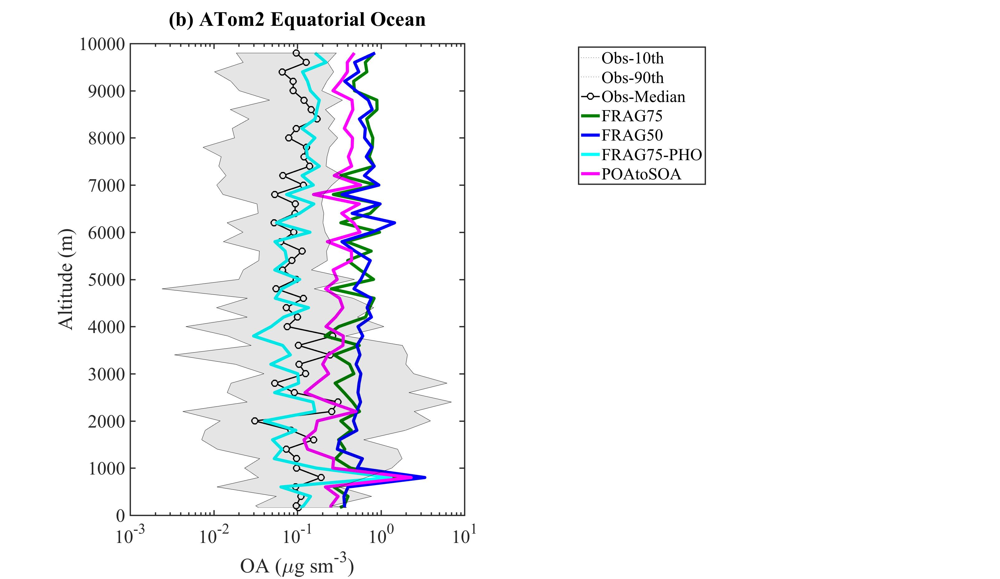 (b) ATom2 Equatorial Ocean
10000
9000
8000
7000
6000
5000
4000
3000
2000
1000
0
Altitude (m)
10^-3 10^-2 10^-1 10^0 10^1
OA (μg sm^-3)
Obs-10th
Obs-90th
Obs-Median
FRAG75
FRAG50
FRAG75-PHO
POAtoSOA